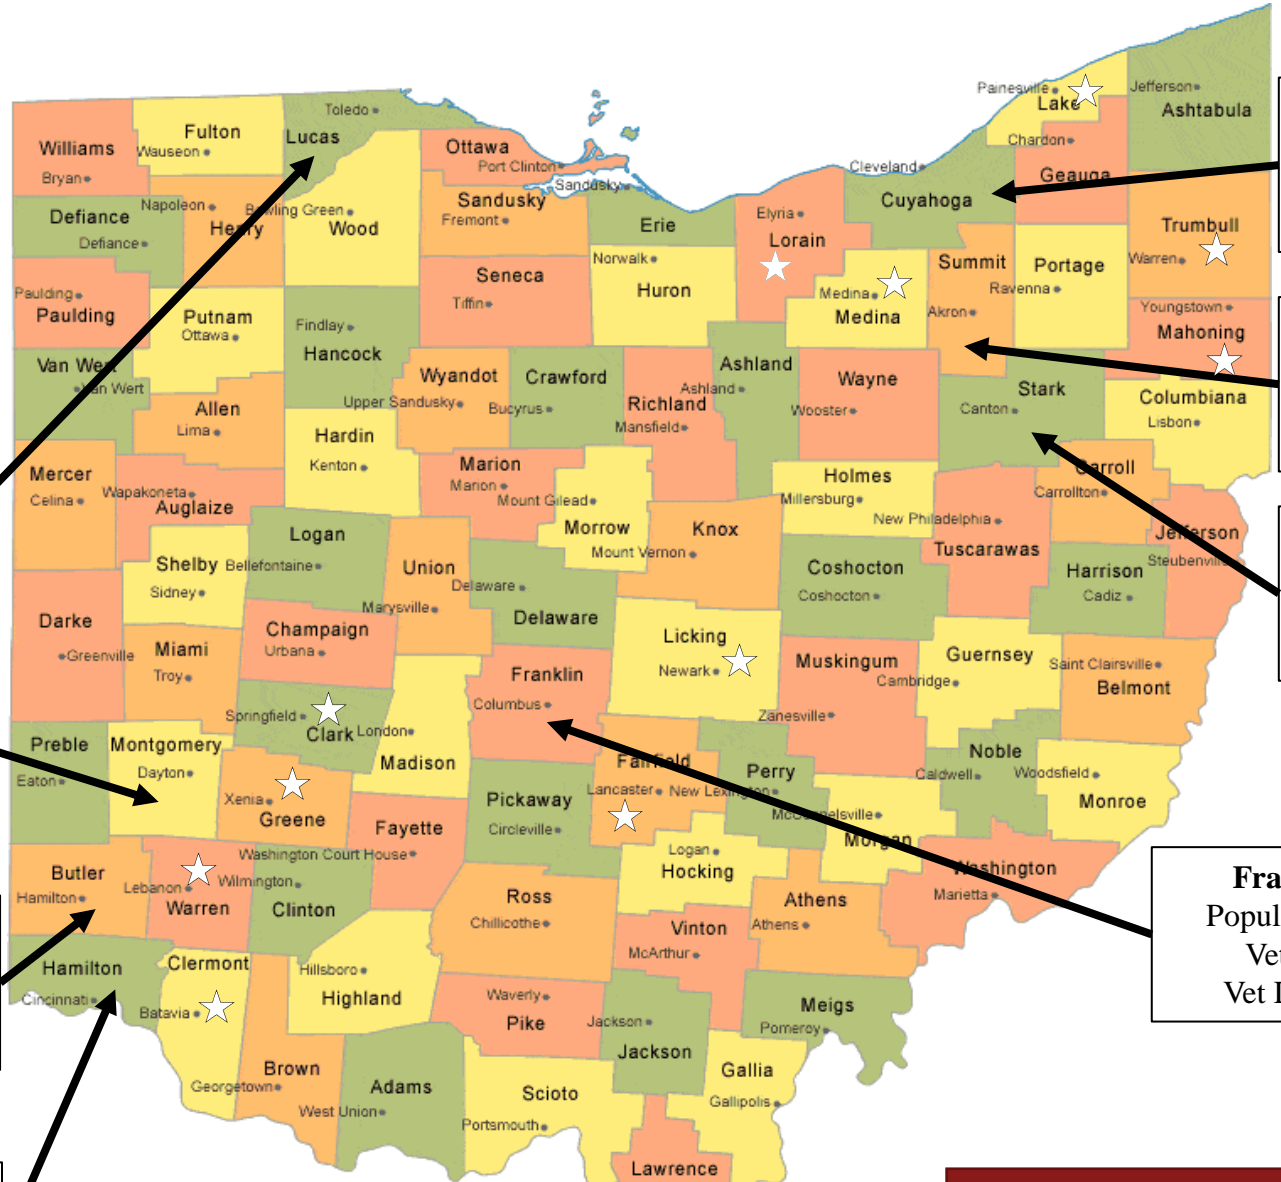 Painesville
Lake
Jefferson
Ashtabula
Toledo
Fulton
Lucas
Wauseon
Williams
Bryan
Ottawa
Port Clinton
Chardon
Geauga
Cleveland
Cuyahoga
Sandusky
Sandusky
Fremont
Defiance
Defiance
Napoleon
Henry
Bowling Green
Wood
Erie
Elyria
Lorain
Trumbull
Warren
Norwalk
Huron
Seneca
Tiffin
Medina
Medina
Summit
Akron
Portage
Ravenna
Paulding
Paulding
Putnam
Ottawa
Findlay
Hancock
Youngstown
Mahoning
Van Wert
Van Wert
Wyandot
Upper Sandusky
Crawford
Bucyrus
Ashland
Ashland
Richland
Mansfield
Wayne
Wooster
Stark
Canton
Columbiana
Lisbon
Allen
Lima
Hardin
Kenton
Mercer
Celina
Wapakoneta
Auglaize
Marion
Marion
Mount Gilead
Morrow
Holmes
Millersburg
New Philadelphia
Tuscarawas
Carroll
Carrollton
Jefferson
Steubenville
Logan
Bellefontaine
Shelby
Sidney
Union
Marysville
Delaware
Delaware
Knox
Mount Vernon
Coshocton
Coshocton
Harrison
Cadiz
Darke
Greenville
Miami
Troy
Champaign
Urbana
Franklin
Columbus
Licking
Newark
Muskingum
Zanesville
Guernsey
Cambridge
Saint Clairsville
Belmont
Springfield
Clark
London
Madison
Preble
Eaton
Montgomery
Dayton
Xenia
Greene
Fairfield
Lancaster
Perry
New Lexington
Noble
Caldwell
Woodsfield
Monroe
Pickaway
Circleville
Fayette
Washington Court House
McConnelsville
Morgan
Logan
Hocking
Washington
Marietta
Butler
Hamilton
Lebanon
Warren
Wilmington
Clinton
Ross
Chillicothe
Athens
Athens
Vinton
McArthur
Fra
Popul
Vet
Vet I
Hamilton
Cincinnati
Clermont
Batavia
Hillsboro
Highland
Waverly
Pike
Jackson
Jackson
Meigs
Pomeroy
Brown
Georgetown
West Union
Adams
Scioto
Portsmouth
Gallia
Gallipolis
Lawrence